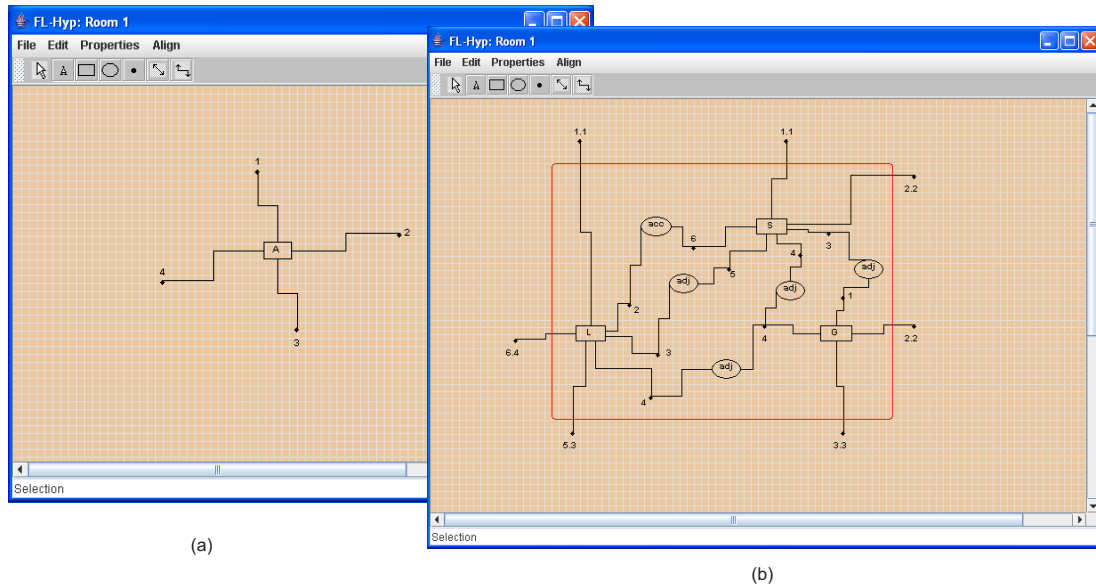 FL-Hyp: Room 1
File Edit Properties Align
A
1
2
A
4
3
Selection
(a)
FL-Hyp: Room 1
File Edit Properties Align
A
1.1
1.1
2.2
acc
S
6
3
4
adj
5
adj
adj
1
2
L
4
G
2.2
6.4
3
adj
4
5.3
3.3
Selection
(b)